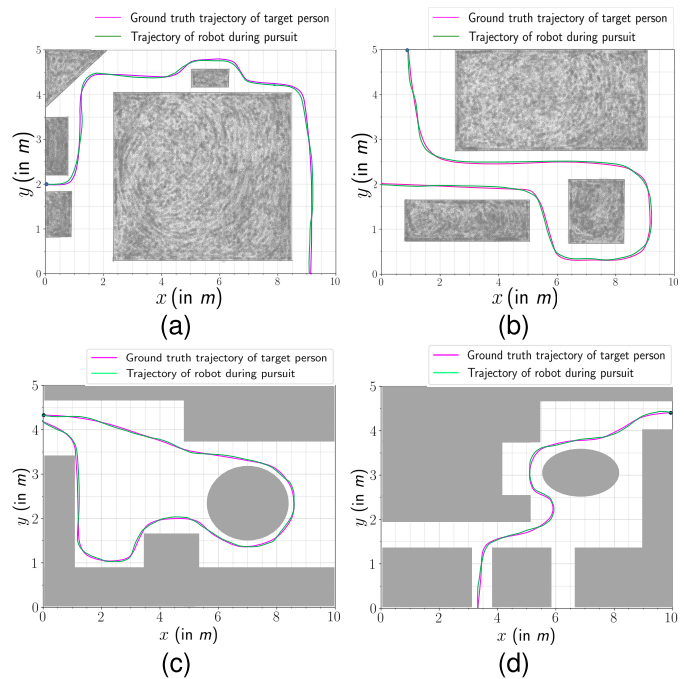 Ground truth trajectory of target person
Trajectory of robot during pursuit
5
4
3
2
1
0
y (in m)
0
2
4
6
8
10
x (in m)
(a)
Ground truth trajectory of target person
Trajectory of robot during pursuit
5
4
3
2
1
0
y (in m)
0
2
4
6
8
10
x (in m)
(b)
Ground truth trajectory of target person
Trajectory of robot during pursuit
5
4
3
2
1
0
y (in m)
0
2
4
6
8
10
x (in m)
(c)
Ground truth trajectory of target person
Trajectory of robot during pursuit
5
4
3
2
1
0
y (in m)
0
2
4
6
8
10
x (in m)
(d)